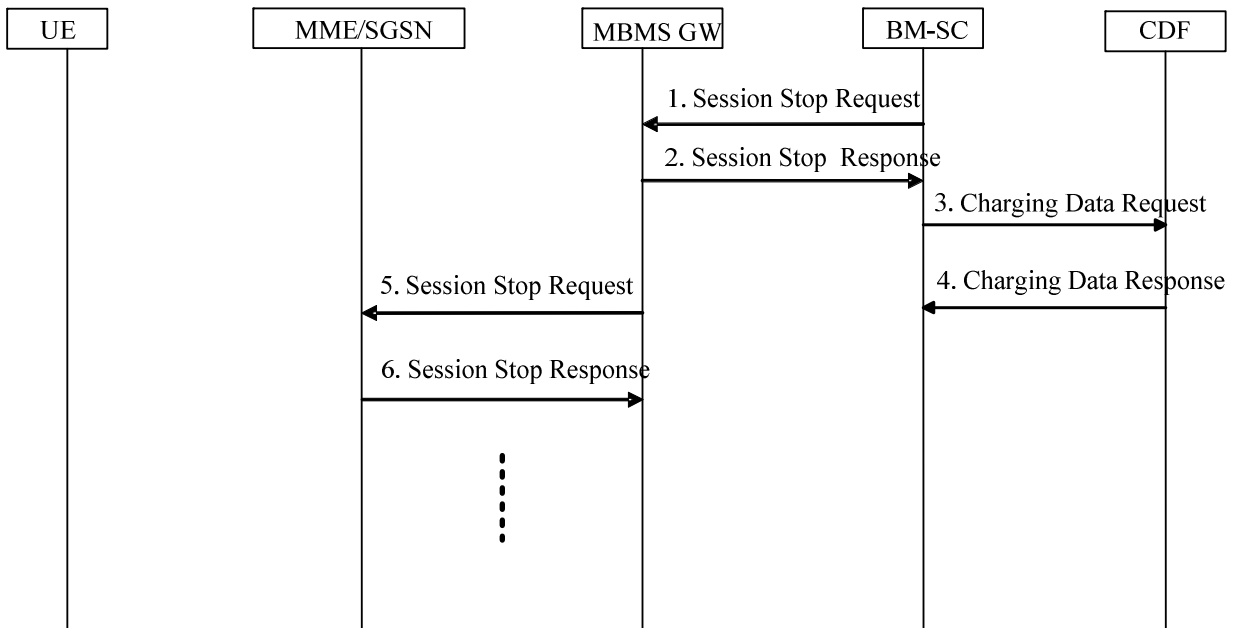 UE
MME/SGSN
MBMS GW
BM-SC
CDF
1. Session Stop Request
2. Session Stop  Response
3. Charging Data Request
4. Charging Data Response
5. Session Stop Request
6. Session Stop Response